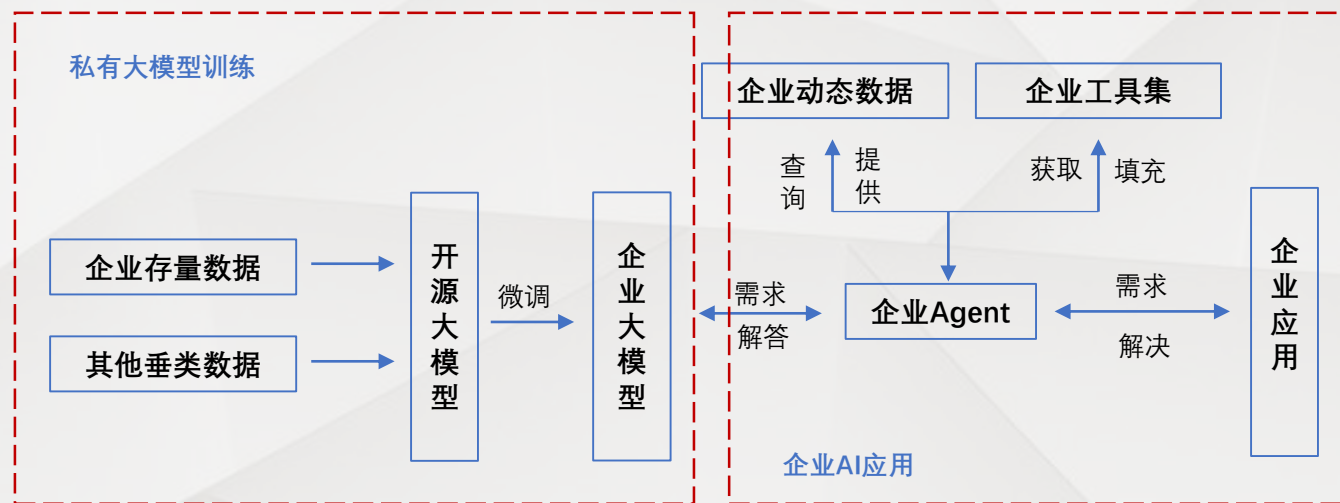 私有大模型训练
企业存量数据
其他垂类数据
开源大模型
微调
企业大模型
需求
解答
企业动态数据
企业工具集
查询
提供
获取
填充
企业Agent
需求
解决
企业应用
企业AI应用